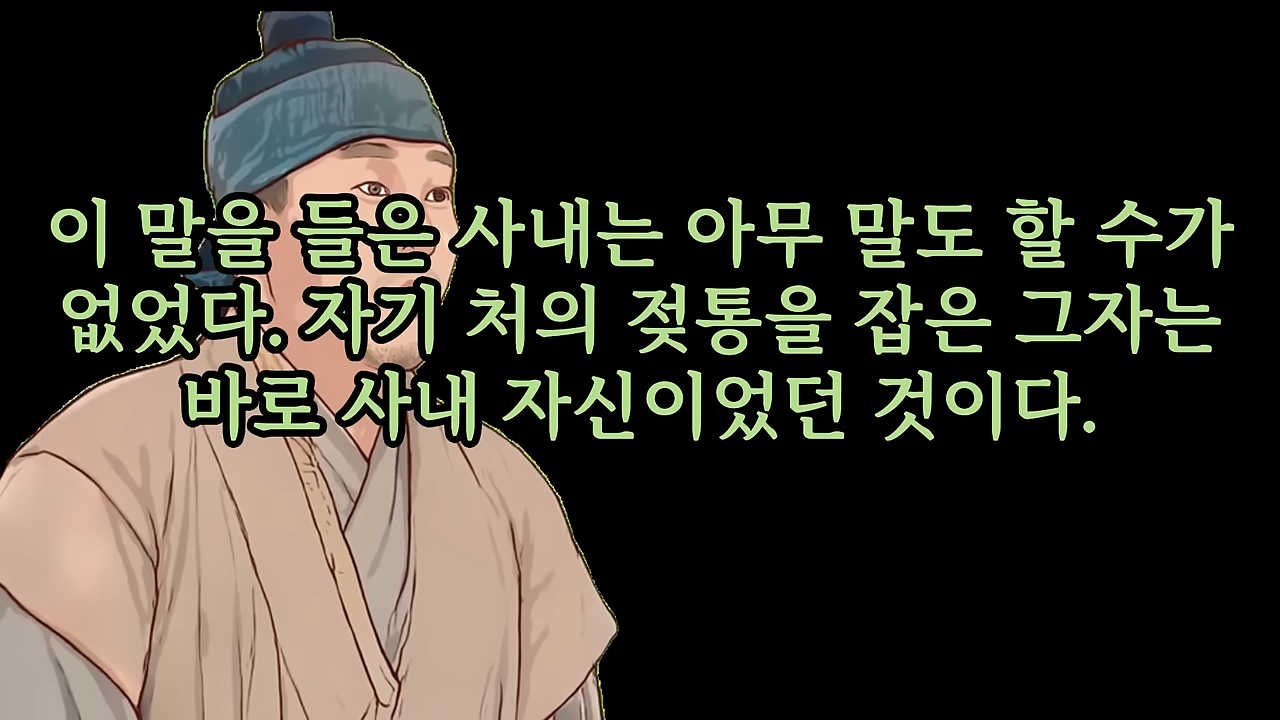 이 말을 들은 사내는 아무 말도 할 수가
없었다. 자기 처의 젖통을 잡은 그자는
바로 사내 자신이었던 것이다.